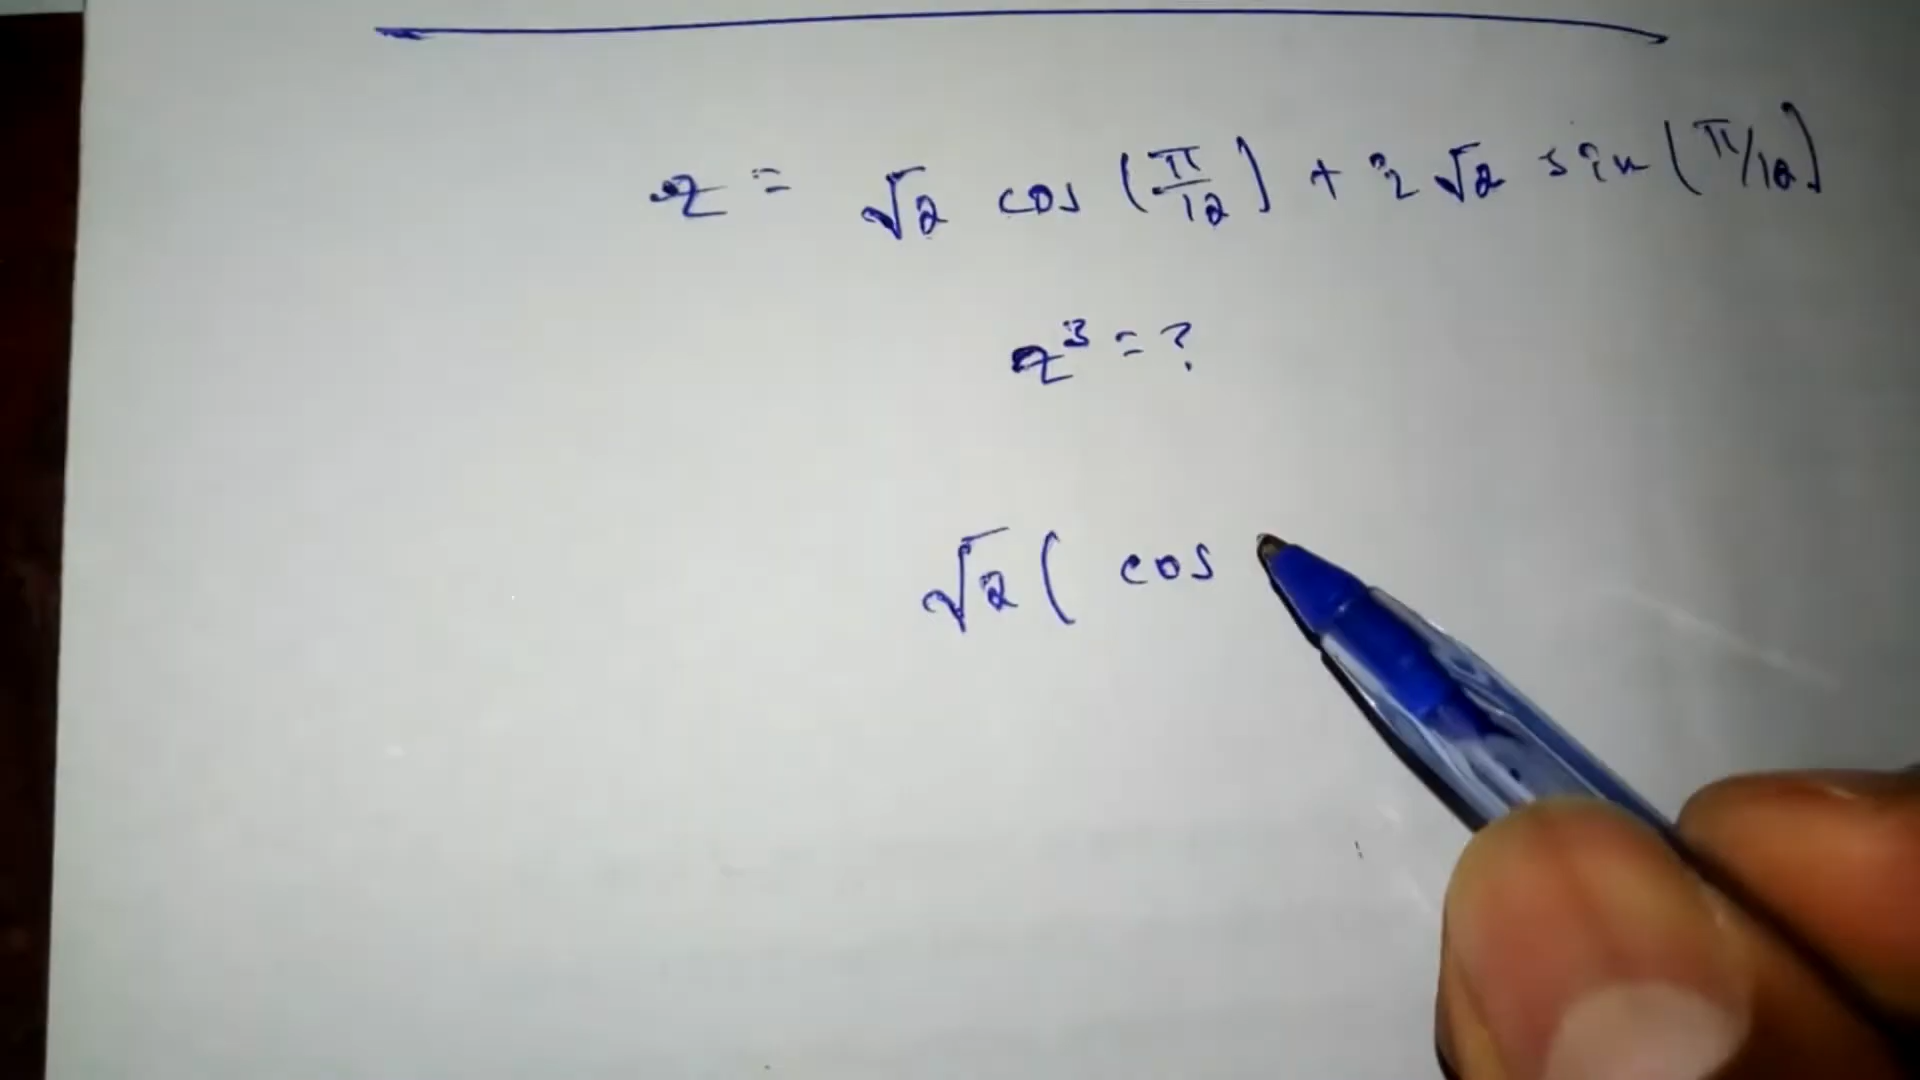 z = √2 cos (π/12) + i √2 sin (π/12)
z³ = ?
√2 ( cos